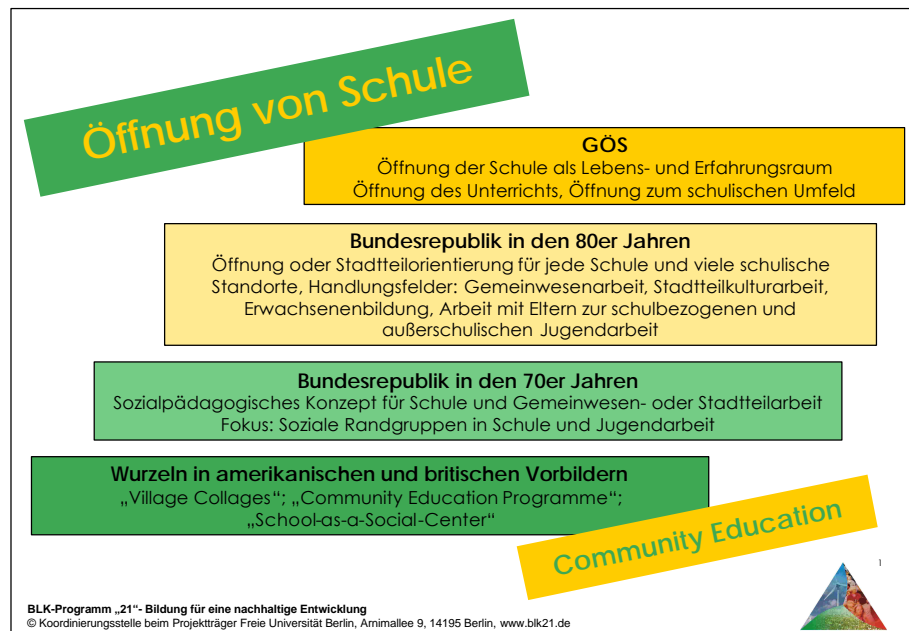 Öffnung von Schule
GÖS
Öffnung der Schule als Lebens- und Erfahrungsraum
Öffnung des Unterrichts, Öffnung zum schulischen Umfeld
Bundesrepublik in den 80er Jahren
Öffnung oder Stadtteilorientierung für jede Schule und viele schulische
Standorte, Handlungsfelder: Gemeinwesenarbeit, Stadtteilkulturarbeit,
Erwachsenenbildung, Arbeit mit Eltern zur schulbezogenen und
außerschulischen Jugendarbeit
Bundesrepublik in den 70er Jahren
Sozialpädagogisches Konzept für Schule und Gemeinwesen- oder Stadtteilarbeit
Fokus: Soziale Randgruppen in Schule und Jugendarbeit
Wurzeln in amerikanischen und britischen Vorbildern
„Village Collages“; „Community Education Programme“;
„School-as-a-Social-Center“
Community Education
1
BLK-Programm „21“- Bildung für eine nachhaltige Entwicklung
© Koordinierungsstelle beim Projektträger Freie Universität Berlin, Arnimallee 9, 14195 Berlin, www.blk21.de